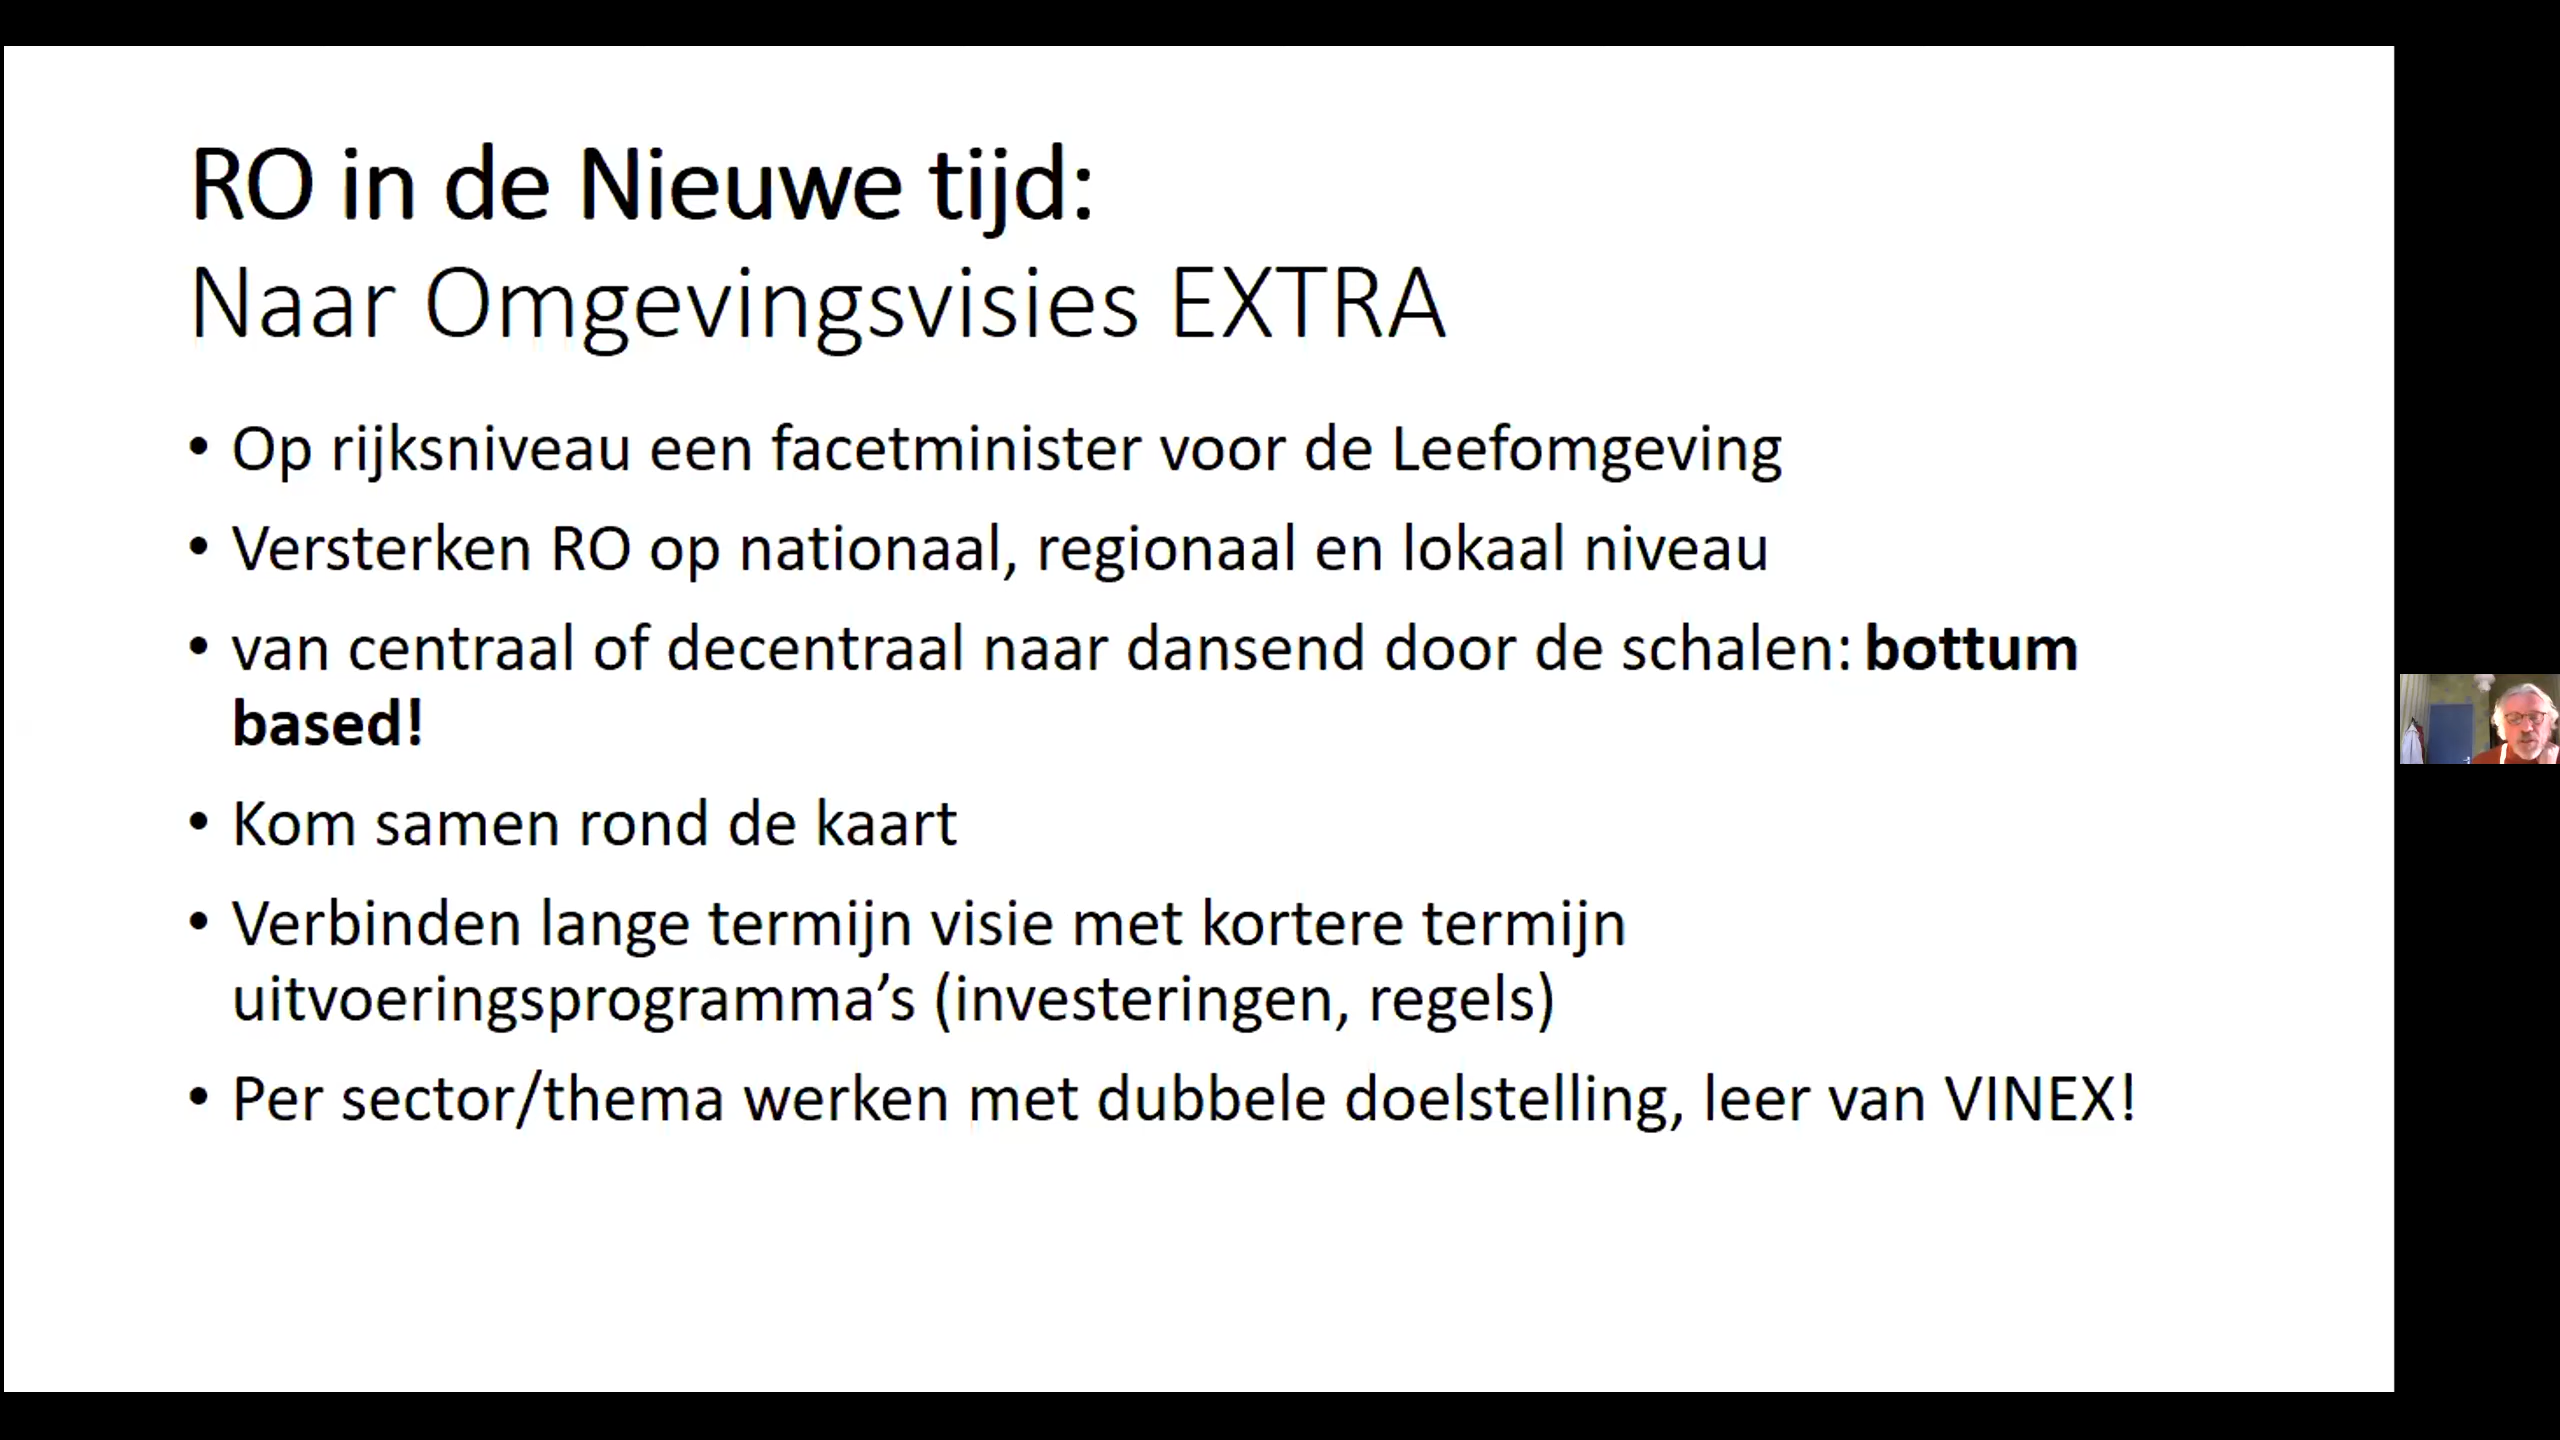 RO in de Nieuwe tijd:
Naar Omgevingsvisies EXTRA
• Op rijksniveau een facetminister voor de Leefomgeving
• Versterken RO op nationaal, regionaal en lokaal niveau
• van centraal of decentraal naar dansend door de schalen: bottum
based!
• Kom samen rond de kaart
• Verbinden lange termijn visie met kortere termijn
uitvoeringsprogramma’s (investeringen, regels)
• Per sector/thema werken met dubbele doelstelling, leer van VINEX!